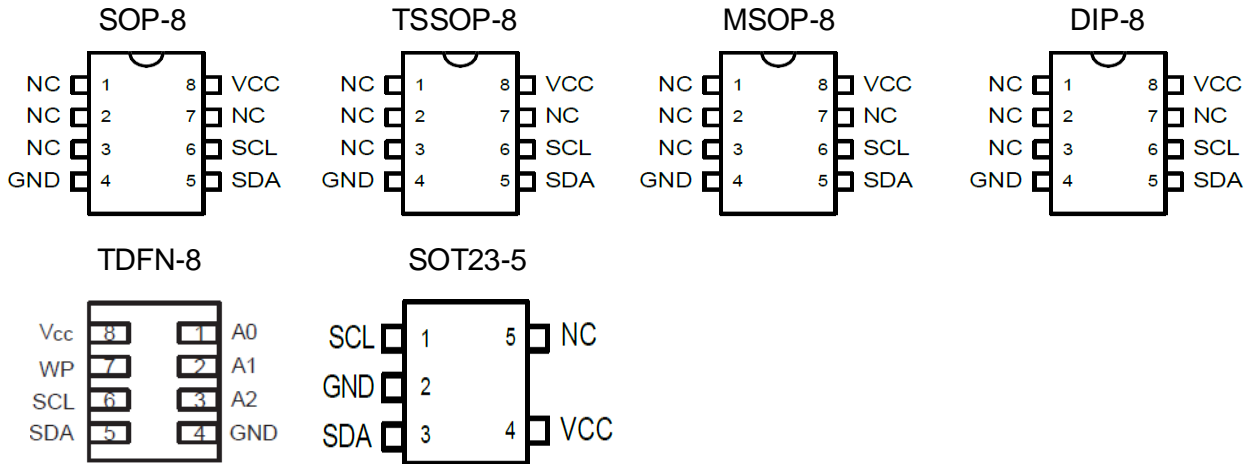 SOP-8 TSSOP-8 MSOP-8 DIP-8
NC 1 8 VCC NC 1 8 VCC NC 1 8 VCC NC 1 8 VCC
NC 2 7 NC NC 2 7 NC NC 2 7 NC NC 2 7 NC
NC 3 6 SCL NC 3 6 SCL NC 3 6 SCL NC 3 6 SCL
GND 4 5 SDA GND 4 5 SDA GND 4 5 SDA GND 4 5 SDA
TDFN-8 SOT23-5
Vcc 8 1 A0 SCL 1 5 NC
WP 7 2 A1 GND 2
SCL 6 3 A2
SDA 5 4 GND SDA 3 4 VCC